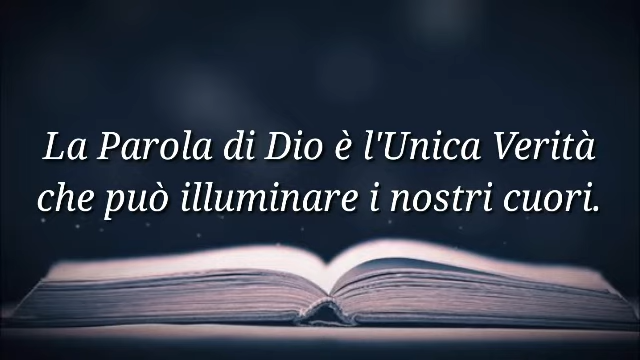 La Parola di Dio è l'Unica Verità
che può illuminare i nostri cuori.